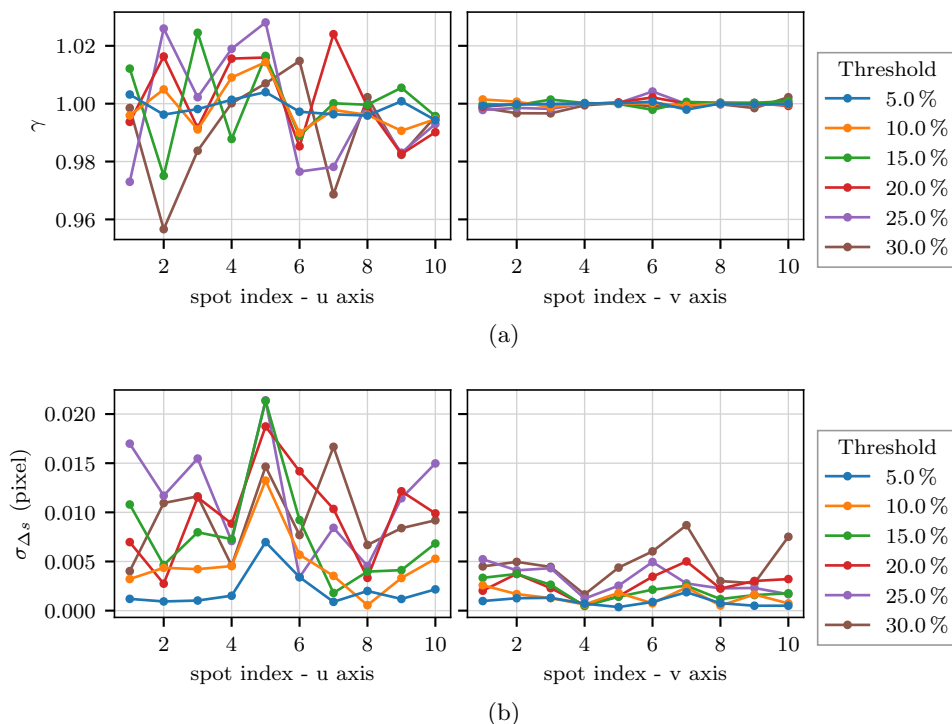 γ
1.02
1.00
0.98
0.96
2 4 6 8 10
2 4 6 8 10
spot index - u axis
spot index - v axis
Threshold
5.0 %
10.0 %
15.0 %
20.0 %
25.0 %
30.0 %
(a)
σΔs (pixel)
0.020
0.015
0.010
0.005
0.000
2 4 6 8 10
2 4 6 8 10
spot index - u axis
spot index - v axis
Threshold
5.0 %
10.0 %
15.0 %
20.0 %
25.0 %
30.0 %
(b)